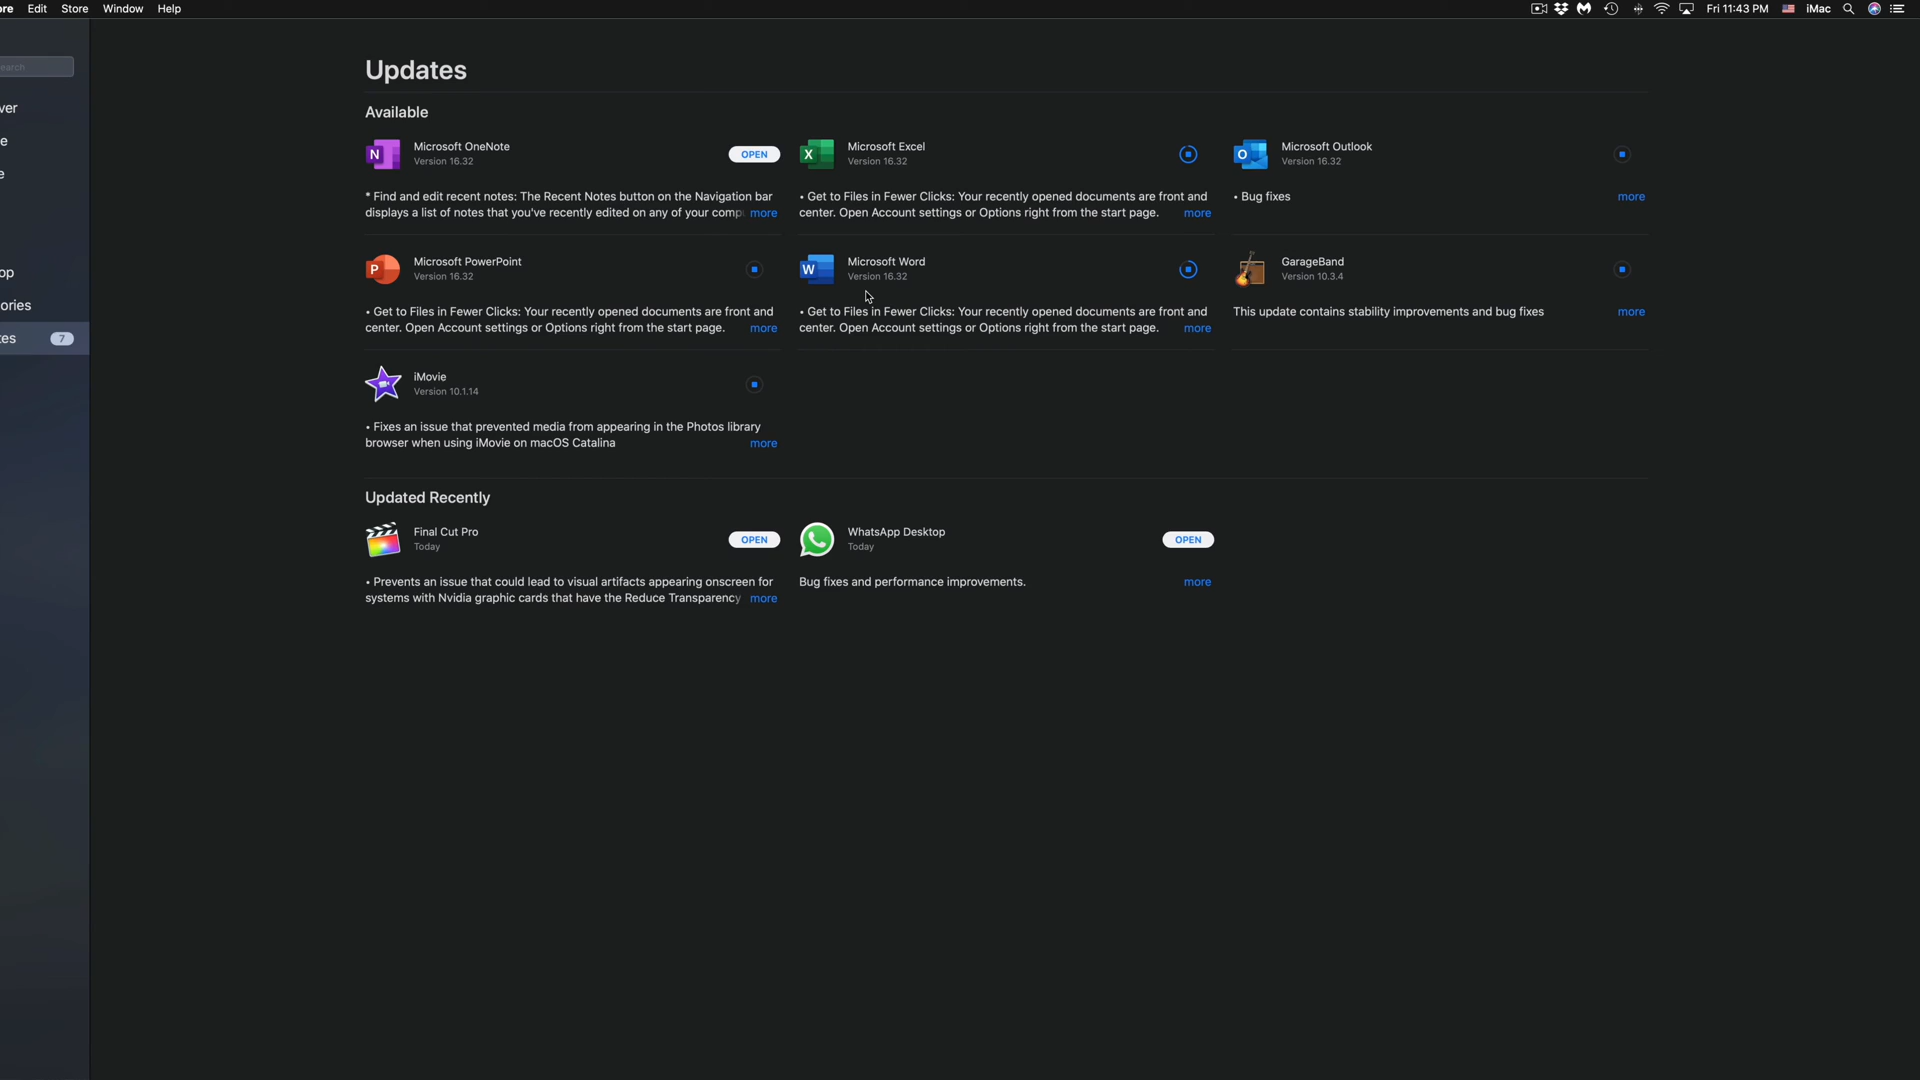 ore Edit Store Window Help Fri 11:43 PM iMac
earch
ver
e
e
op
ories
tes 7
Updates
Available
Microsoft OneNote
Version 16.32
OPEN
* Find and edit recent notes: The Recent Notes button on the Navigation bar
displays a list of notes that you've recently edited on any of your comp more
Microsoft Excel
Version 16.32
• Get to Files in Fewer Clicks: Your recently opened documents are front and
center. Open Account settings or Options right from the start page. more
Microsoft Outlook
Version 16.32
• Bug fixes more
Microsoft PowerPoint
Version 16.32
• Get to Files in Fewer Clicks: Your recently opened documents are front and
center. Open Account settings or Options right from the start page. more
Microsoft Word
Version 16.32
• Get to Files in Fewer Clicks: Your recently opened documents are front and
center. Open Account settings or Options right from the start page. more
GarageBand
Version 10.3.4
This update contains stability improvements and bug fixes more
iMovie
Version 10.1.14
• Fixes an issue that prevented media from appearing in the Photos library
browser when using iMovie on macOS Catalina more
Updated Recently
Final Cut Pro
Today
OPEN
• Prevents an issue that could lead to visual artifacts appearing onscreen for
systems with Nvidia graphic cards that have the Reduce Transparency more
WhatsApp Desktop
Today
OPEN
Bug fixes and performance improvements. more